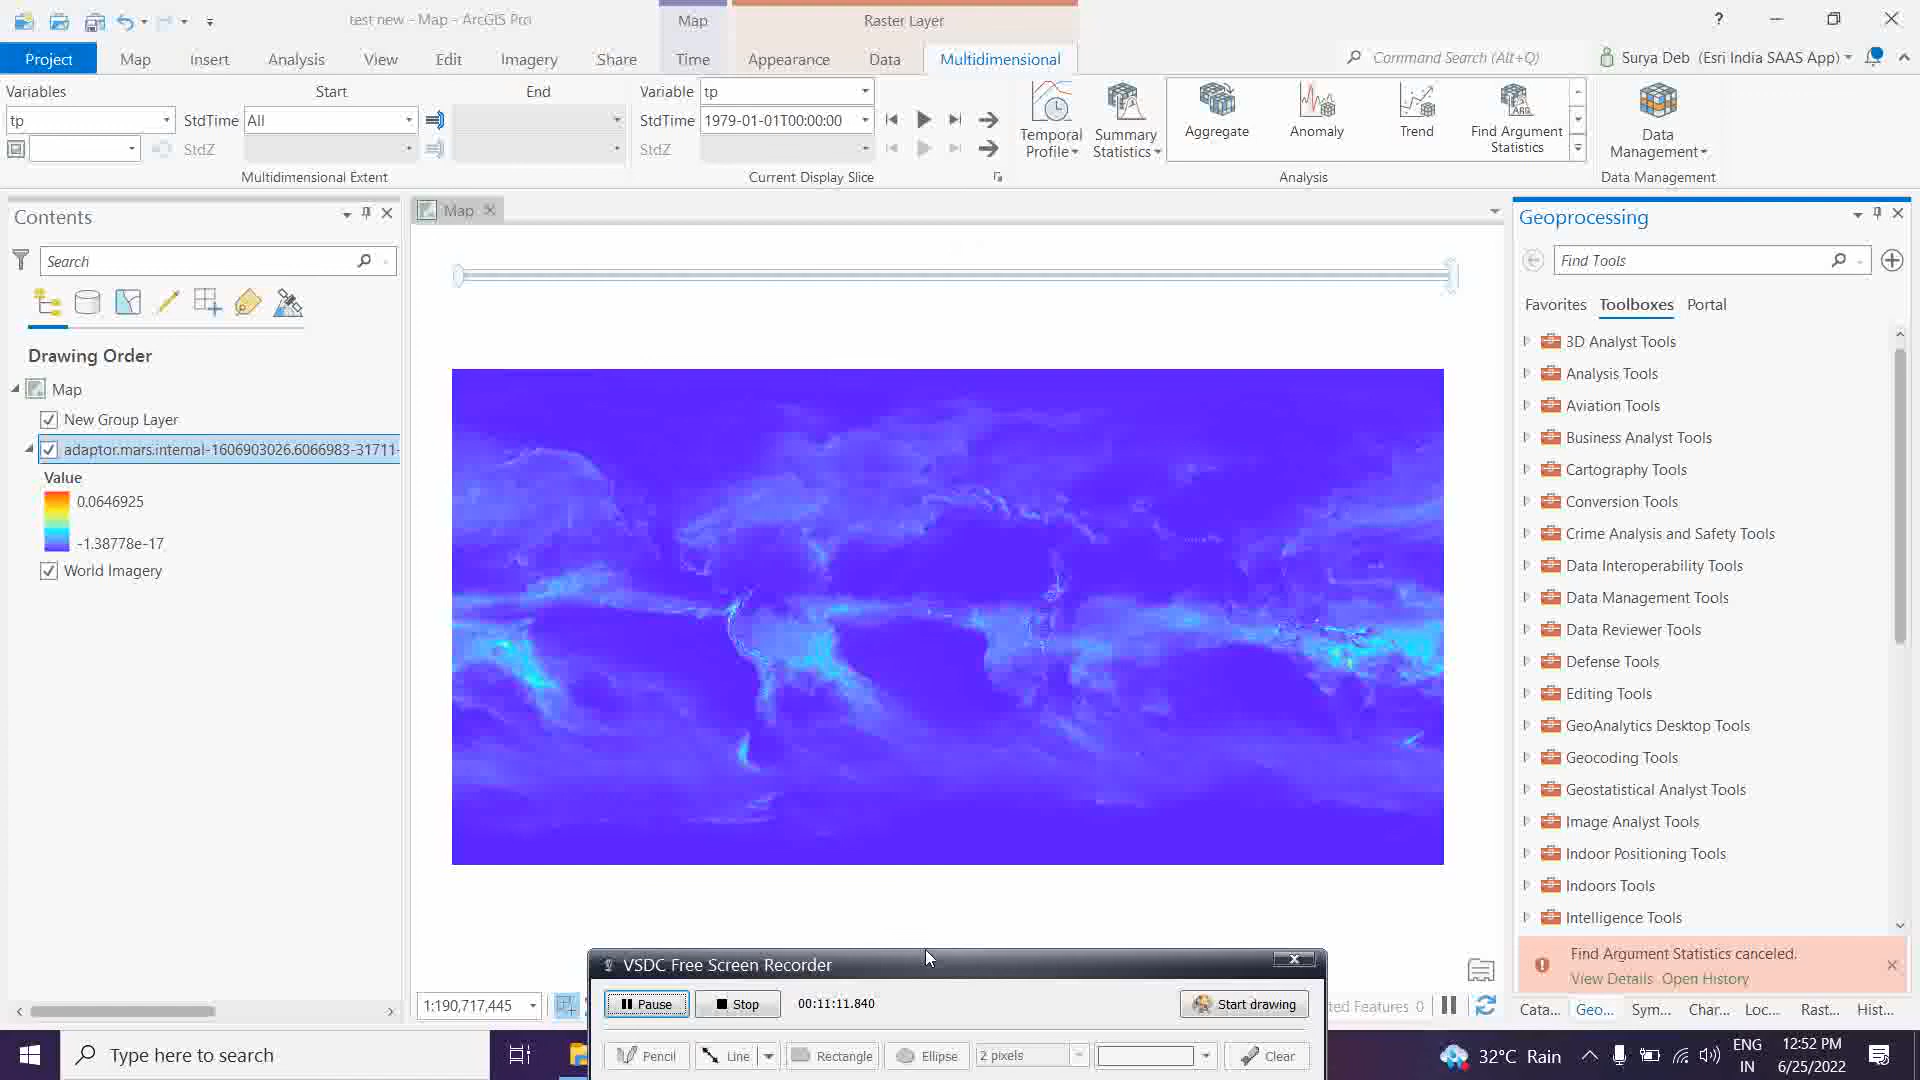 test new - Map - ArcGIS Pro
Map
Raster Layer
?
Project
Map
Insert
Analysis
View
Edit
Imagery
Share
Time
Appearance
Data
Multidimensional
Command Search (Alt+Q)
Surya Deb (Esri India SAAS App)
Variables
Start
End
tp
StdTime
All
StdZ
Multidimensional Extent
Variable
tp
StdTime
1979-01-01T00:00:00
StdZ
Current Display Slice
Temporal
Profile
Summary
Statistics
Aggregate
Anomaly
Trend
Find Argument
Statistics
Analysis
Data
Management
Data Management
Contents
Search
Drawing Order
Map
New Group Layer
adaptor.mars.internal-1606903026.6066983-31711-
Value
0.0646925
-1.38778e-17
World Imagery
Map
1:190,717,445
ted Features: 0
Geoprocessing
Find Tools
Favorites
Toolboxes
Portal
3D Analyst Tools
Analysis Tools
Aviation Tools
Business Analyst Tools
Cartography Tools
Conversion Tools
Crime Analysis and Safety Tools
Data Interoperability Tools
Data Management Tools
Data Reviewer Tools
Defense Tools
Editing Tools
GeoAnalytics Desktop Tools
Geocoding Tools
Geostatistical Analyst Tools
Image Analyst Tools
Indoor Positioning Tools
Indoors Tools
Intelligence Tools
Find Argument Statistics canceled.
View Details Open History
Cata...
Geo...
Sym...
Char...
Loc...
Rast...
Hist...
VSDC Free Screen Recorder
Pause
Stop
00:11:11.840
Start drawing
Pencil
Line
Rectangle
Ellipse
2 pixels
Clear
Type here to search
32°C Rain
ENG
IN
12:52 PM
6/25/2022